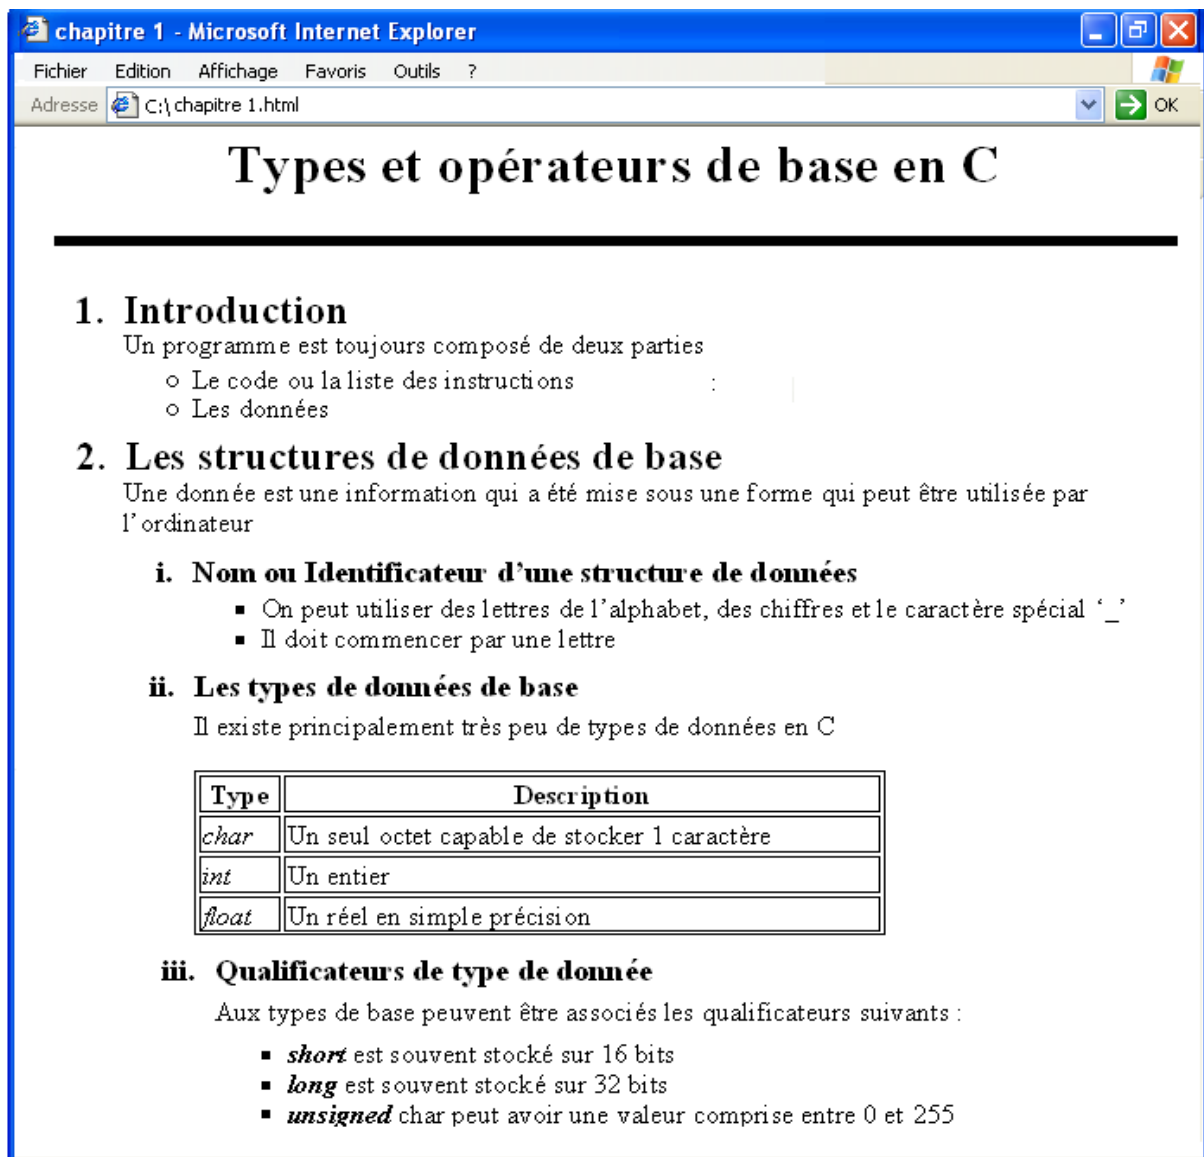 chapitre 1 - Microsoft Internet Explorer
Fichier Edition Affichage Favoris Outils ?
Adresse C:\chapitre 1.html OK
Types et opérateurs de base en C
1. Introduction
Un programme est toujours composé de deux parties
Le code ou la liste des instructions :
Les données
2. Les structures de données de base
Une donnée est une information qui a été mise sous une forme qui peut être utilisée par
l’ordinateur
i. Nom ou Identificateur d’une structure de données
On peut utiliser des lettres de l’alphabet, des chiffres et le caractère spécial ‘_’
Il doit commencer par une lettre
ii. Les types de données de base
Il existe principalement très peu de types de données en C
Type Description
char Un seul octet capable de stocker 1 caractère
int Un entier
float Un réel en simple précision
iii. Qualificateurs de type de donnée
Aux types de base peuvent être associés les qualificateurs suivants :
short est souvent stocké sur 16 bits
long est souvent stocké sur 32 bits
unsigned char peut avoir une valeur comprise entre 0 et 255